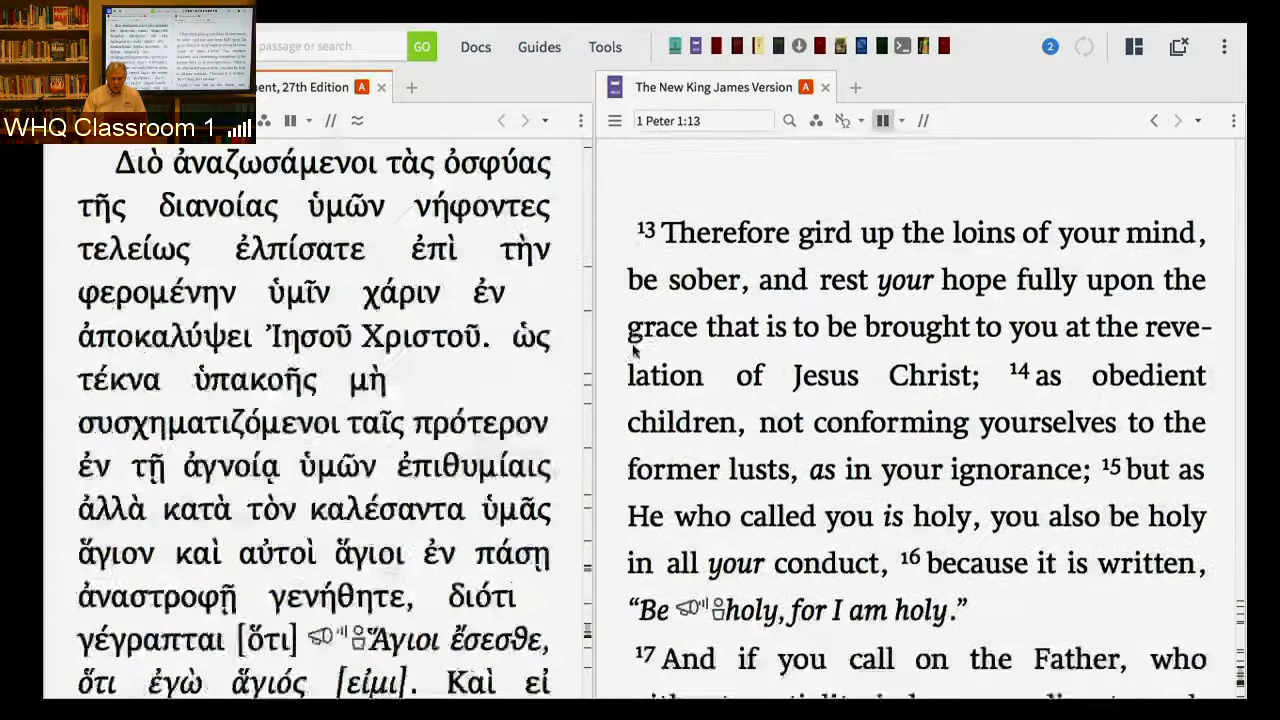 WHQ Classroom 1
passage or search
GO
Docs
Guides
Tools
2
ment, 27th Edition A
The New King James Version A
1 Peter 1:13
Διὸ ἀναζωσάμενοι τὰς ὀσφύας
τῆς διανοίας ὑμῶν νήφοντες
τελείως ἐλπίσατε ἐπὶ τὴν
φερομένην ὑμῖν χάριν ἐν
ἀποκαλύψει Ἰησοῦ Χριστοῦ. ὡς
τέκνα ὑπακοῆς μὴ
συσχηματιζόμενοι ταῖς πρότερον
ἐν τῇ ἀγνοίᾳ ὑμῶν ἐπιθυμίαις
ἀλλὰ κατὰ τὸν καλέσαντα ὑμᾶς
ἅγιον καὶ αὐτοὶ ἅγιοι ἐν πάσῃ
ἀναστροφῇ γενήθητε, διότι
γέγραπται [ὅτι] Ἅγιοι ἔσεσθε,
ὅτι ἐγὼ ἅγιός [εἰμι]. Καὶ εἰ
13 Therefore gird up the loins of your mind,
be sober, and rest your hope fully upon the
grace that is to be brought to you at the reve-
lation of Jesus Christ; 14 as obedient
children, not conforming yourselves to the
former lusts, as in your ignorance; 15 but as
He who called you is holy, you also be holy
in all your conduct, 16 because it is written,
“Be holy, for I am holy.”
17 And if you call on the Father, who